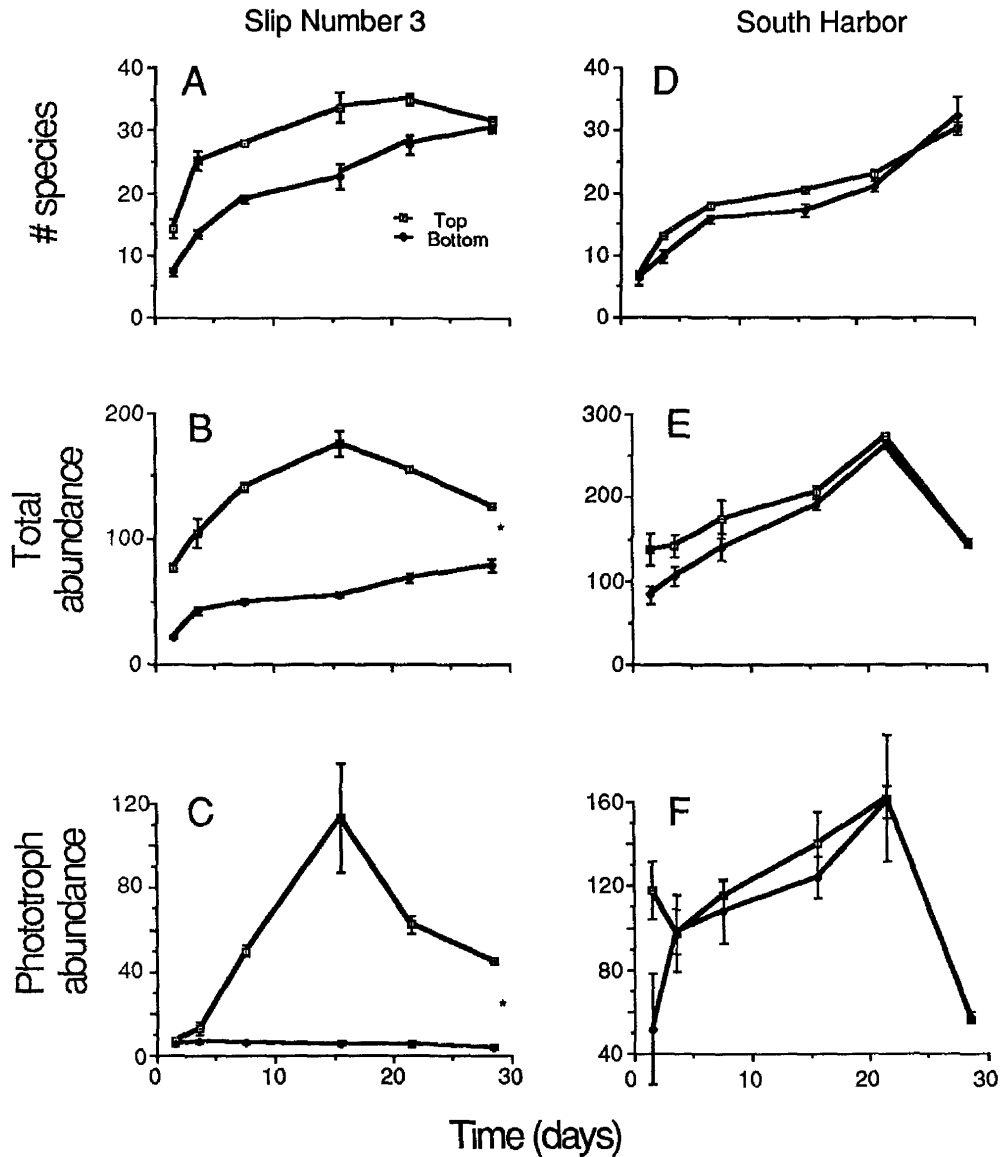 Slip Number 3
South Harbor
# species
A
40
30
20
10
0
Top
Bottom
D
40
30
20
10
0
Total
abundance
B
200
100
0
*
E
300
200
100
0
Phototroph
abundance
C
120
80
40
0
*
0
10
20
30
F
160
120
80
40
0
10
20
30
Time (days)